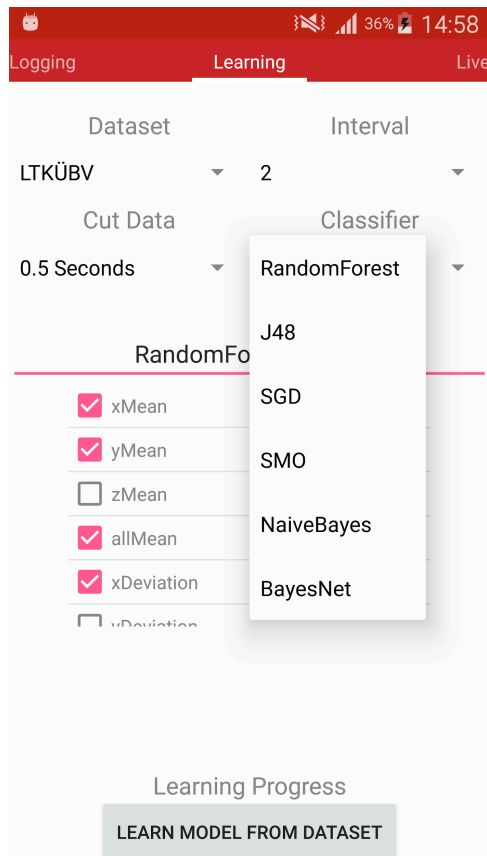 36% 14:58
Logging Learning Live
Dataset Interval
LTKÜBV 2
Cut Data Classifier
0.5 Seconds
RandomForest
J48
SGD
SMO
NaiveBayes
BayesNet
RandomFo
xMean
yMean
zMean
allMean
xDeviation
yDeviation
Learning Progress
LEARN MODEL FROM DATASET